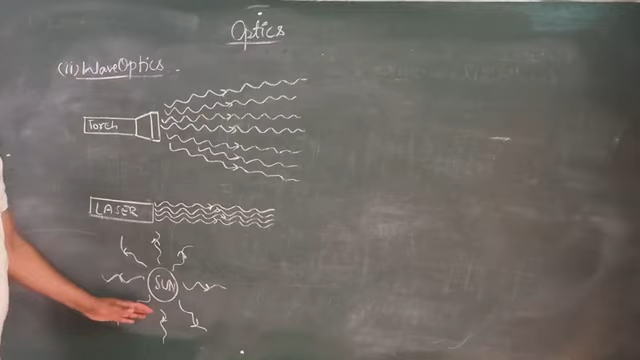 Optics
(ii) Wave Optics
Torch
LASER
SUN